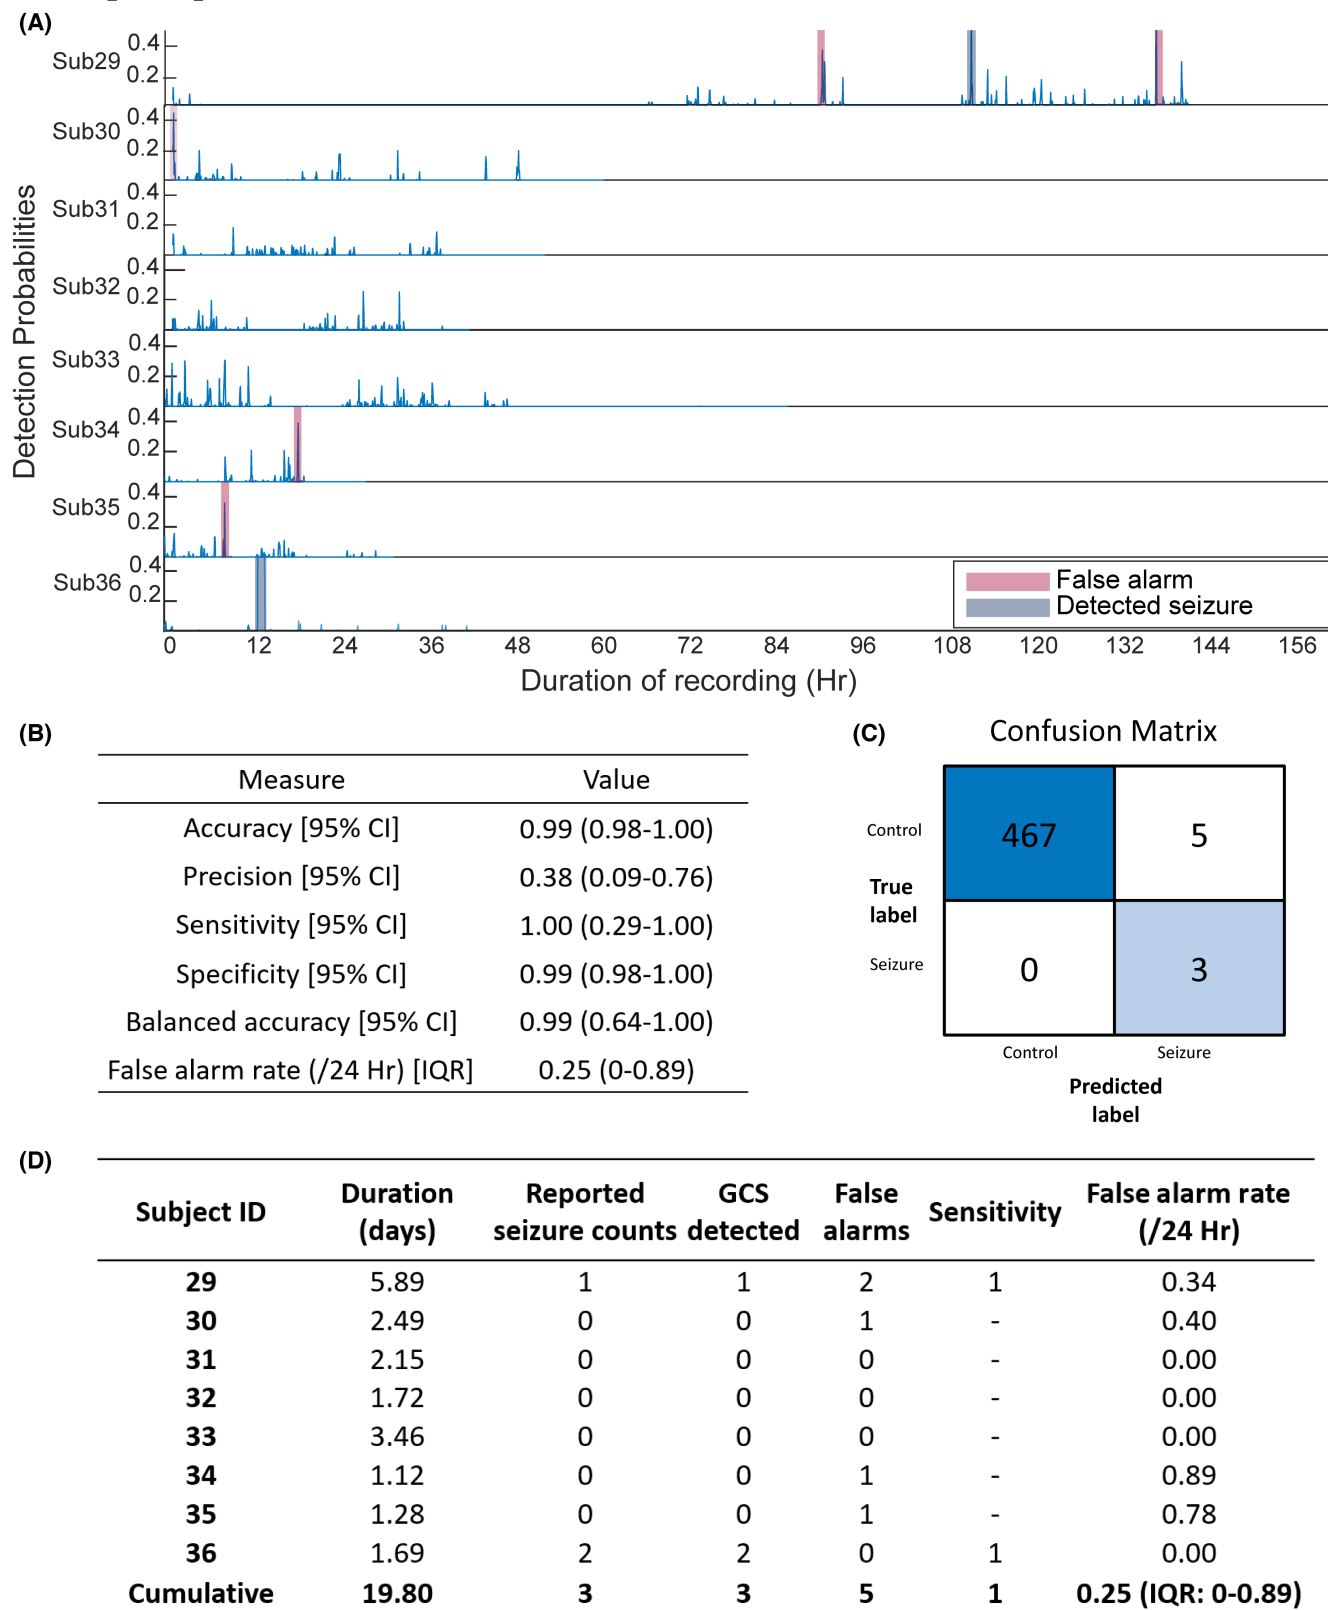 (A)
Sub29 0.4
0.2
Sub30 0.4
0.2
Sub31 0.4
0.2
Sub32 0.4
0.2
Sub33 0.4
0.2
Sub34 0.4
0.2
Sub35 0.4
0.2
Sub36 0.4
0.2
Detection Probabilities
False alarm
Detected seizure
0 12 24 36 48 60 72 84 96 108 120 132 144 156
Duration of recording (Hr)
(B)
Measure Value
Accuracy [95% CI] 0.99 (0.98-1.00)
Precision [95% CI] 0.38 (0.09-0.76)
Sensitivity [95% CI] 1.00 (0.29-1.00)
Specificity [95% CI] 0.99 (0.98-1.00)
Balanced accuracy [95% CI] 0.99 (0.64-1.00)
False alarm rate (/24 Hr) [IQR] 0.25 (0-0.89)
(C) Confusion Matrix
Control 467 5
True
label
Seizure 0 3
Control Seizure
Predicted
label
(D)
Subject ID Duration (days) Reported seizure counts GCS detected False alarms Sensitivity False alarm rate (/24 Hr)
29 5.89 1 1 2 1 0.34
30 2.49 0 0 1 - 0.40
31 2.15 0 0 0 - 0.00
32 1.72 0 0 0 - 0.00
33 3.46 0 0 0 - 0.00
34 1.12 0 0 1 - 0.89
35 1.28 0 0 1 - 0.78
36 1.69 2 2 0 1 0.00
Cumulative 19.80 3 3 5 1 0.25 (IQR: 0-0.89)